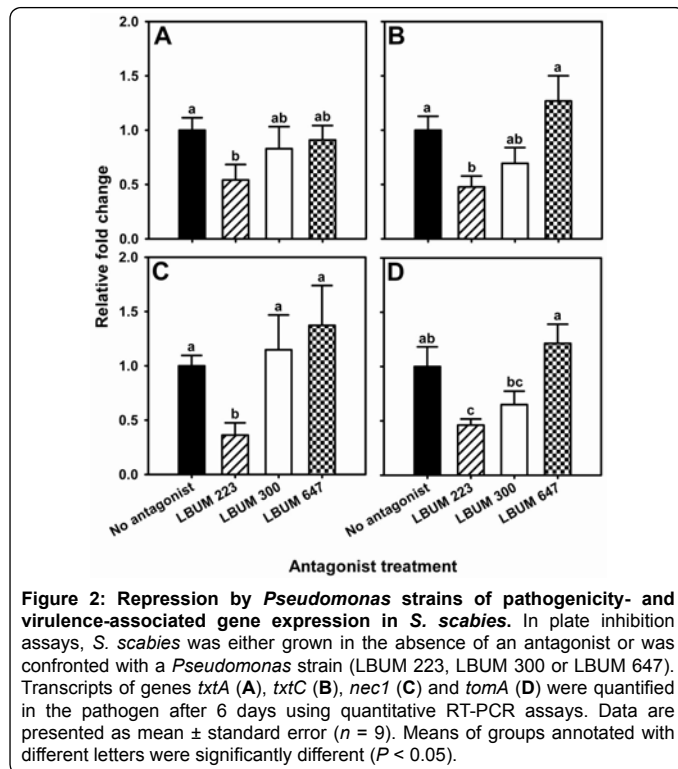 A
B
2.0
1.5
1.0
0.5
0.0
a
b
ab
ab
a
b
ab
a
Relative fold change
C
D
2.0
1.5
1.0
0.5
0.0
a
b
a
a
ab
c
bc
a
No antagonist
LBUM 223
LBUM 300
LBUM 647
No antagonist
LBUM 223
LBUM 300
LBUM 647
Antagonist treatment
Figure 2: Repression by Pseudomonas strains of pathogenicity- and
virulence-associated gene expression in S. scabies. In plate inhibition
assays, S. scabies was either grown in the absence of an antagonist or was
confronted with a Pseudomonas strain (LBUM 223, LBUM 300 or LBUM 647).
Transcripts of genes txtA (A), txtC (B), nec1 (C) and tomA (D) were quantified
in the pathogen after 6 days using quantitative RT-PCR assays. Data are
presented as mean ± standard error (n = 9). Means of groups annotated with
different letters were significantly different (P < 0.05).